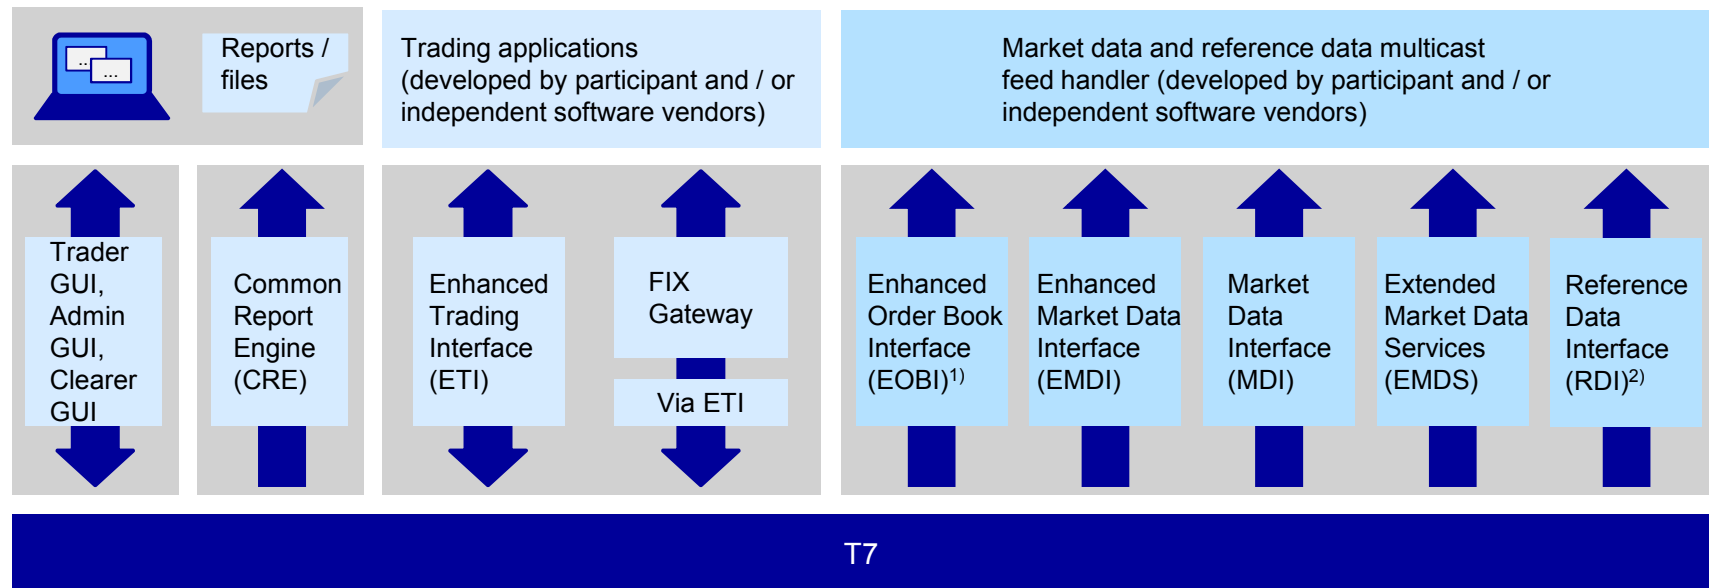 ...
...
Reports /
files
Trading applications
(developed by participant and / or
independent software vendors)
Market data and reference data multicast
feed handler (developed by participant and / or
independent software vendors)
Trader
GUI,
Admin
GUI,
Clearer
GUI
Common
Report
Engine
(CRE)
Enhanced
Trading
Interface
(ETI)
FIX
Gateway
Via ETI
Enhanced
Order Book
Interface
(EOBI)1)
Enhanced
Market Data
Interface
(EMDI)
Market
Data
Interface
(MDI)
Extended
Market Data
Services
(EMDS)
Reference
Data
Interface
(RDI)2)
T7